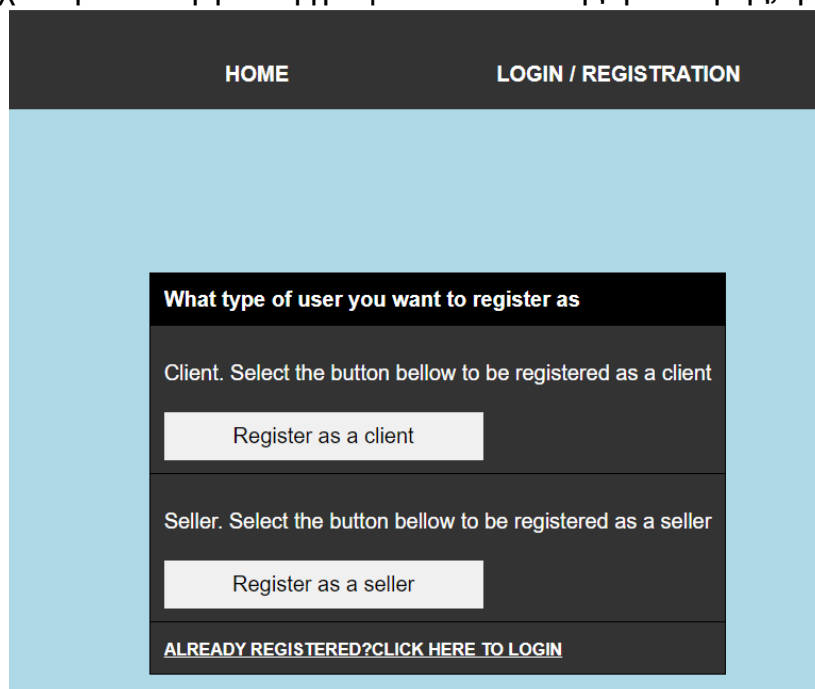 HOME LOGIN / REGISTRATION
What type of user you want to register as
Client. Select the button bellow to be registered as a client
Register as a client
Seller. Select the button bellow to be registered as a seller
Register as a seller
ALREADY REGISTERED?CLICK HERE TO LOGIN